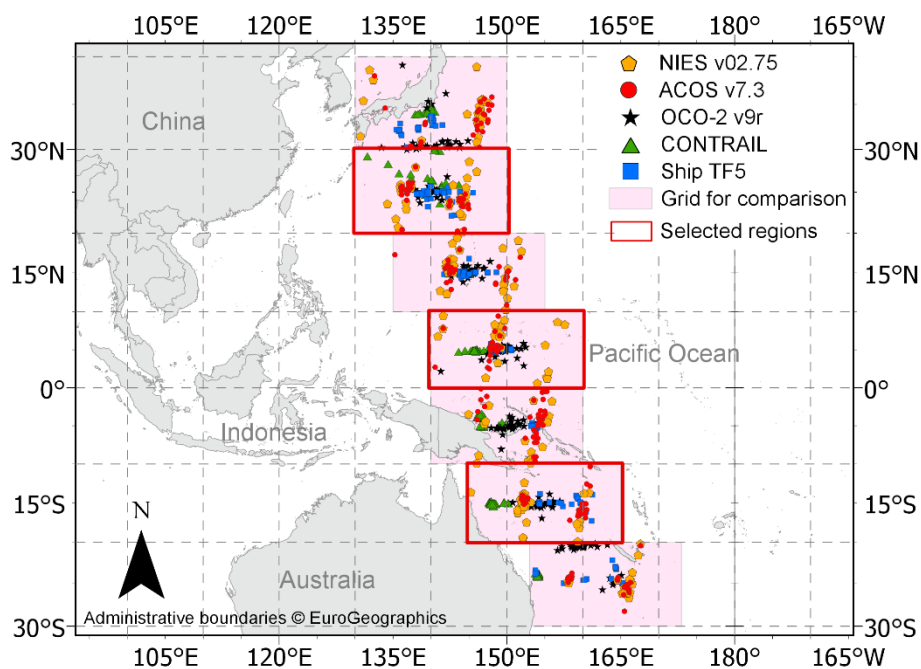 105°E 120°E 135°E 150°E 165°E 180° 165°W
NIES v02.75
ACOS v7.3
OCO-2 v9r
CONTRAIL
Ship TF5
Grid for comparison
Selected regions
China
30°N 30°N
15°N 15°N
Pacific Ocean
0° 0°
Indonesia
15°S 15°S
N
Australia
Administrative boundaries © EuroGeographics
30°S 30°S
105°E 120°E 135°E 150°E 165°E 180° 165°W